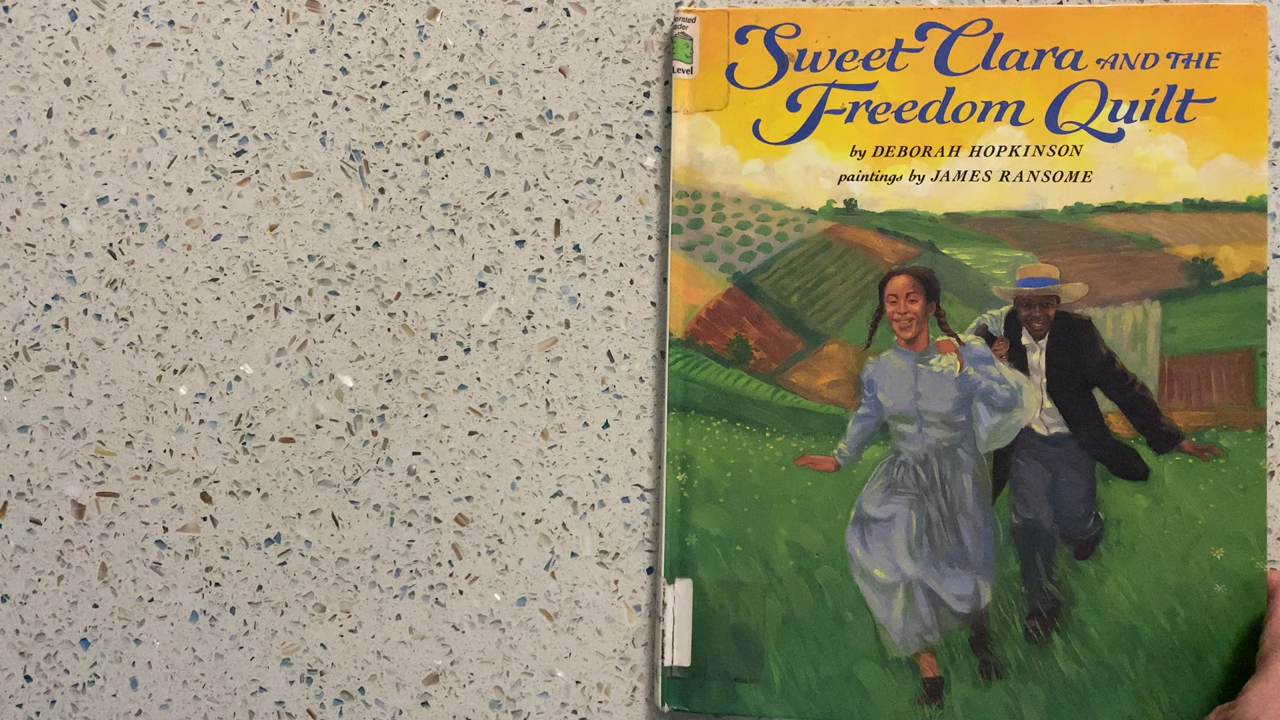 Level
Sweet Clara AND THE
Freedom Quilt
by DEBORAH HOPKINSON
paintings by JAMES RANSOME